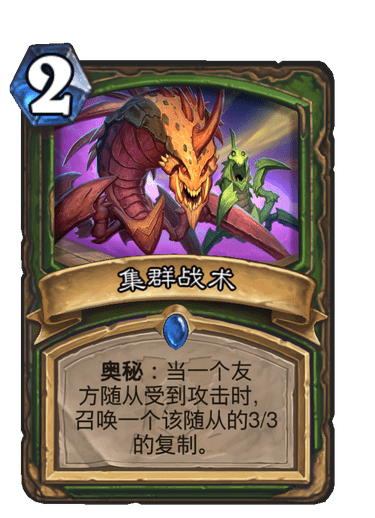 2
集群战术
奥秘：当一个友
方随从受到攻击时，
召唤一个该随从的3/3
的复制。